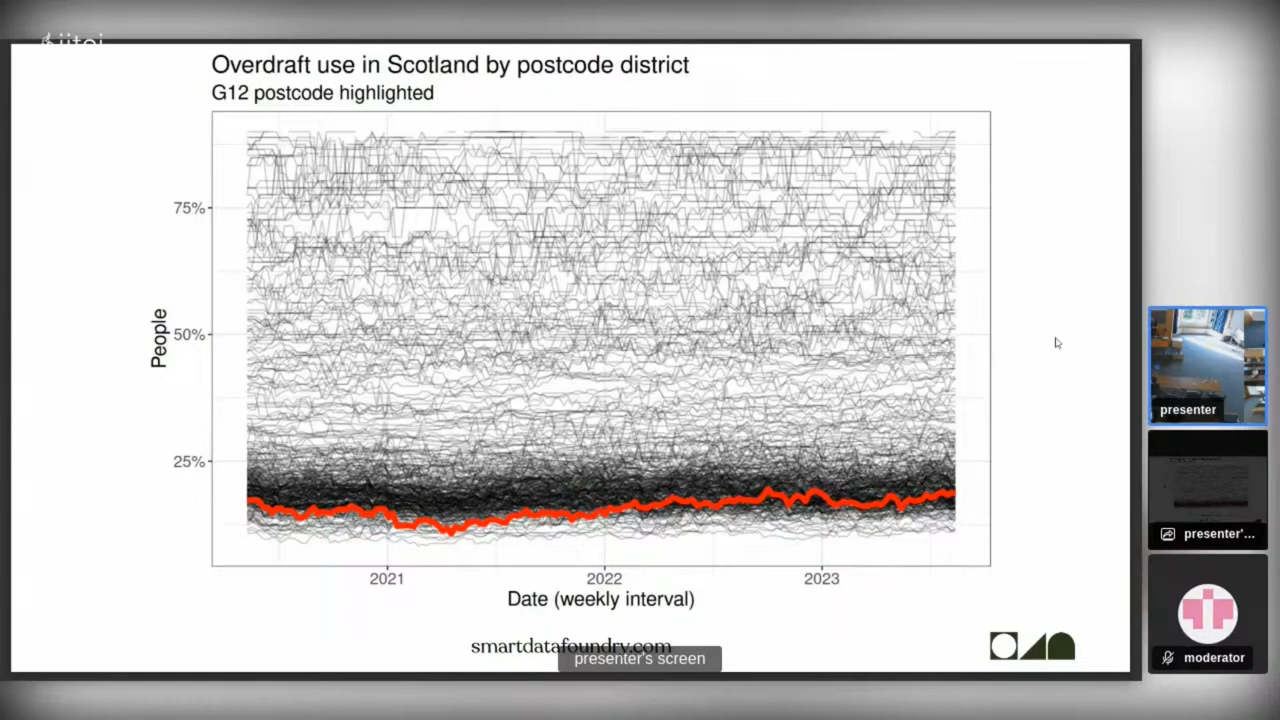 Overdraft use in Scotland by postcode district
G12 postcode highlighted
People
75%
50%
25%
2021
2022
2023
Date (weekly interval)
smartdatafoundry.com
presenter's screen
presenter
presenter'...
moderator